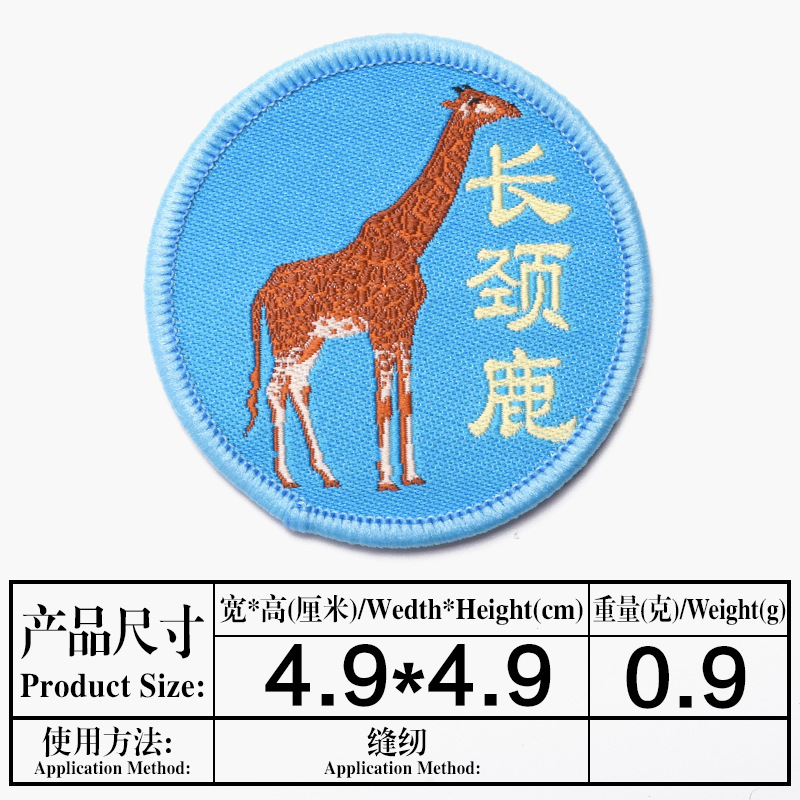 长
颈
鹿
产品尺寸
Product Size:
宽*高(厘米)/Wedth*Height(cm)
重量(克)/Weight(g)
4.9*4.9
0.9
使用方法:
Application Method:
缝纫
Application Method: